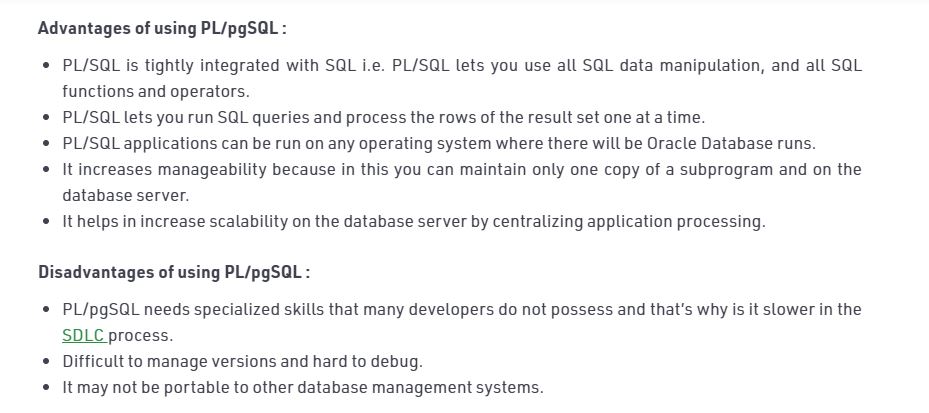 Advantages of using PL/pgSQL :
• PL/SQL is tightly integrated with SQL i.e. PL/SQL lets you use all SQL data manipulation, and all SQL
functions and operators.
• PL/SQL lets you run SQL queries and process the rows of the result set one at a time.
• PL/SQL applications can be run on any operating system where there will be Oracle Database runs.
• It increases manageability because in this you can maintain only one copy of a subprogram and on the
database server.
• It helps in increase scalability on the database server by centralizing application processing.
Disadvantages of using PL/pgSQL :
• PL/pgSQL needs specialized skills that many developers do not possess and that's why is it slower in the
SDLC process.
• Difficult to manage versions and hard to debug.
• It may not be portable to other database management systems.